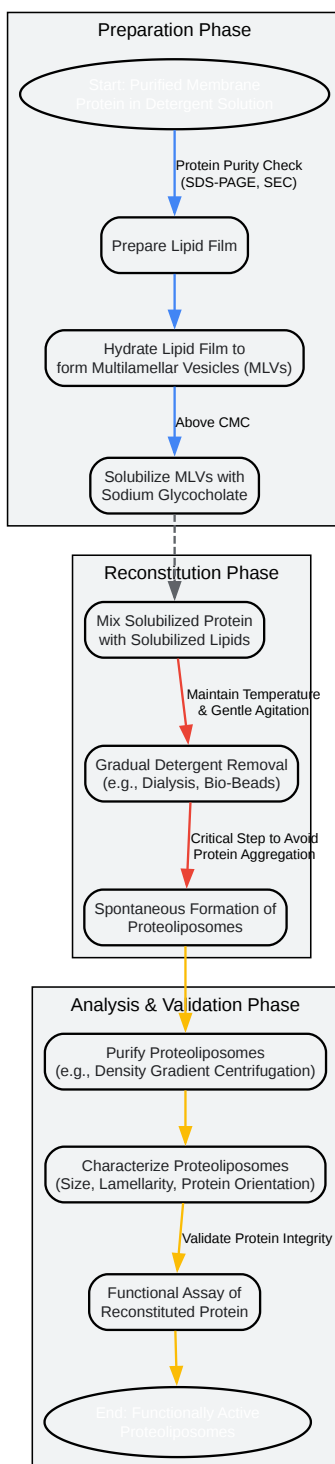 Preparation Phase
Start: Purified Membrane
Protein in Detergent Solution
Protein Purity Check
(SDS-PAGE, SEC)
Prepare Lipid Film
Hydrate Lipid Film to
form Multilamellar Vesicles (MLVs)
Above CMC
Solubilize MLVs with
Sodium Glycocholate
Reconstitution Phase
Mix Solubilized Protein
with Solubilized Lipids
Maintain Temperature
& Gentle Agitation
Gradual Detergent Removal
(e.g., Dialysis, Bio-Beads)
Critical Step to Avoid
Protein Aggregation
Spontaneous Formation of
Proteoliposomes
Analysis & Validation Phase
Purify Proteoliposomes
(e.g., Density Gradient Centrifugation)
Characterize Proteoliposomes
(Size, Lamellarity, Protein Orientation)
Validate Protein Integrity
Functional Assay of
Reconstituted Protein
End: Functionally Active
Proteoliposomes